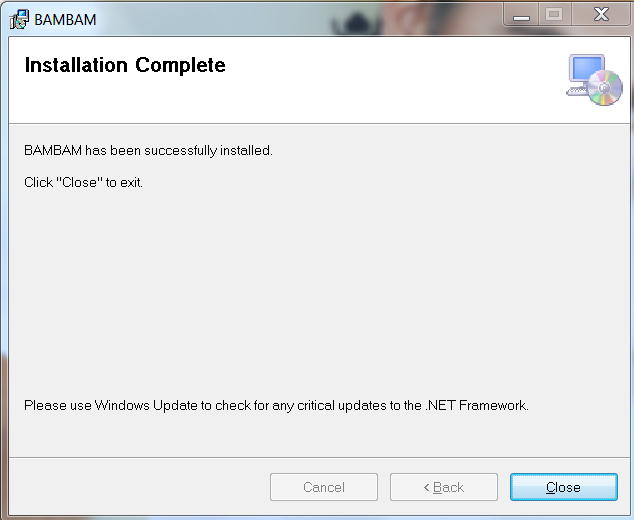 BAMBAM
Installation Complete
BAMBAM has been successfully installed.
Click "Close" to exit.
Please use Windows Update to check for any critical updates to the .NET Framework.
Cancel
< Back
Close